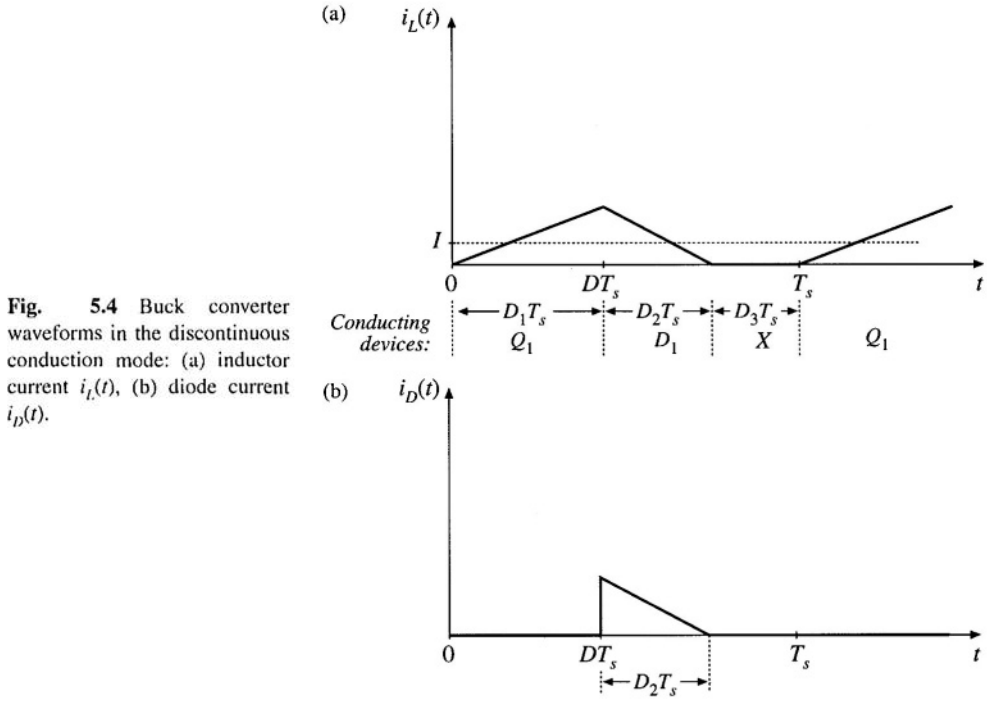 (a)
i_L(t)
I
0 DT_s T_s t
Conducting devices:
D_1T_s D_2T_s D_3T_s
Q_1 D_1 X Q_1
Fig. 5.4 Buck converter
waveforms in the discontinuous
conduction mode: (a) inductor
current i_L(t), (b) diode current
i_D(t).
(b)
i_D(t)
0 DT_s T_s t
D_2T_s